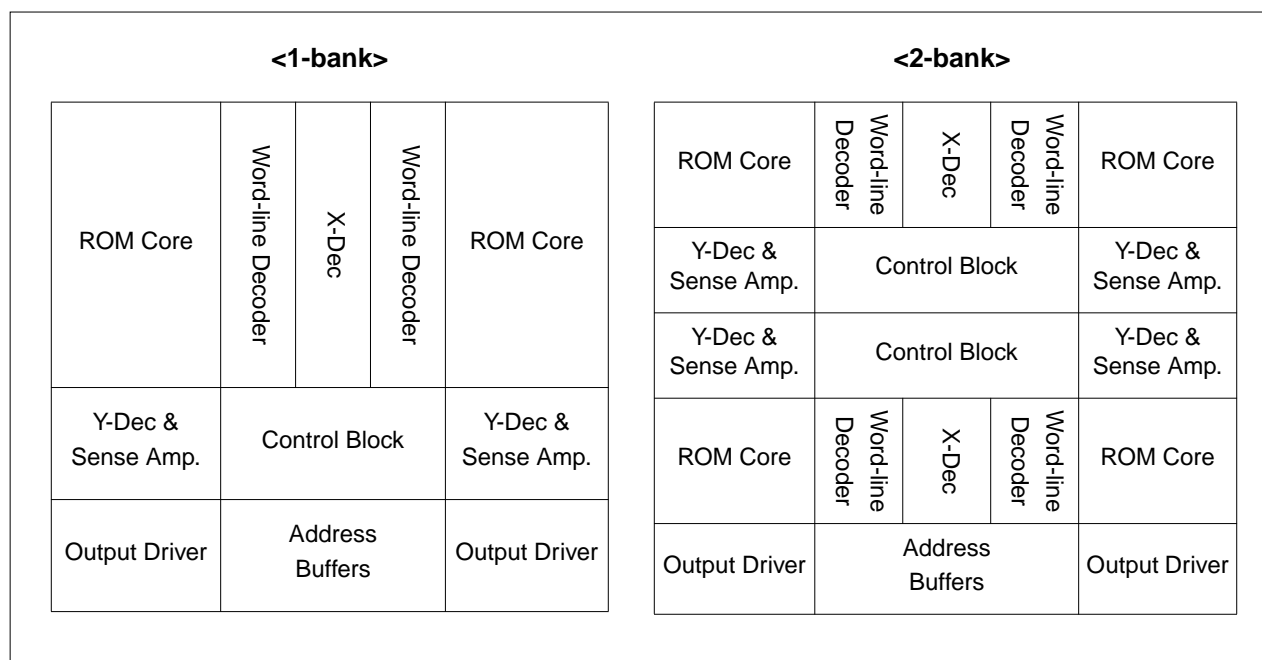 <1-bank>
ROM Core
Word-line Decoder
X-Dec
Word-line Decoder
ROM Core
Y-Dec &
Sense Amp.
Control Block
Y-Dec &
Sense Amp.
Output Driver
Address
Buffers
Output Driver
<2-bank>
ROM Core
Word-line
Decoder
X-Dec
Word-line
Decoder
ROM Core
Y-Dec &
Sense Amp.
Control Block
Y-Dec &
Sense Amp.
Y-Dec &
Sense Amp.
Control Block
Y-Dec &
Sense Amp.
ROM Core
Word-line
Decoder
X-Dec
Word-line
Decoder
ROM Core
Output Driver
Address
Buffers
Output Driver